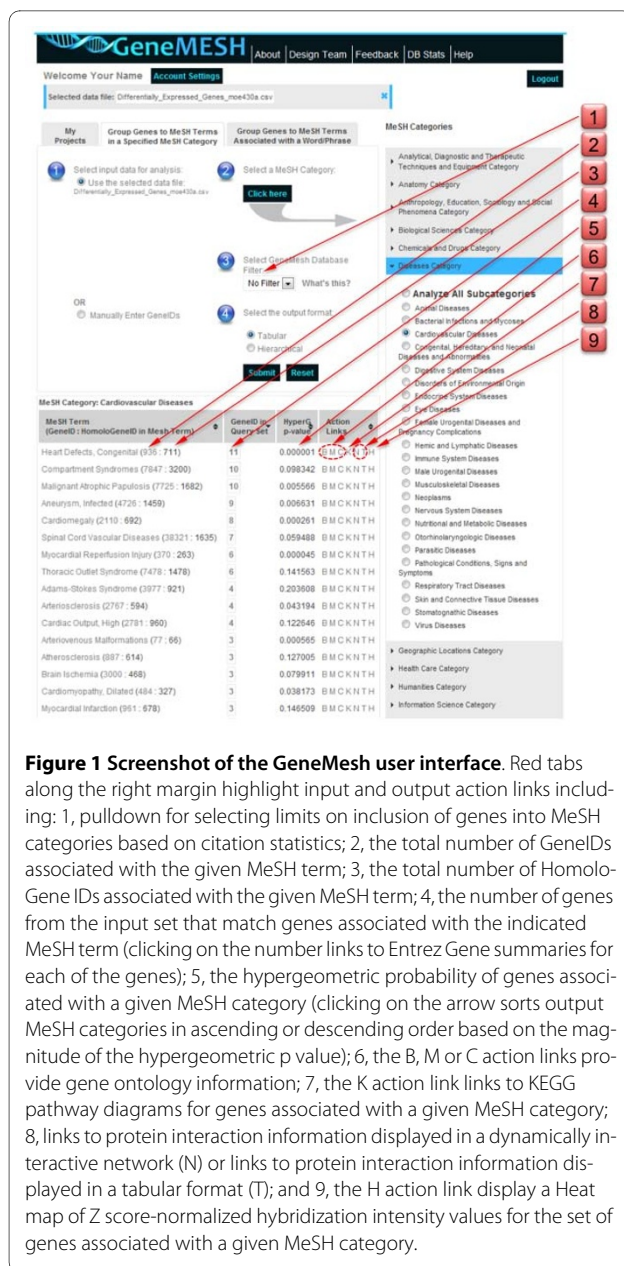 GeneMESH About Design Team Feedback DB Stats Help
Welcome Your Name Account Settings
Logout
Selected data file: Differentially_Expressed_Genes_moe430a.csv
My Projects
Group Genes to MeSH Terms in a Specified MeSH Category
Group Genes to MeSH Terms Associated with a Word/Phrase
1 Select input data for analysis:
Use the selected data file:
Differentially_Expressed_Genes_moe430a.csv
OR
Manually Enter GeneIDs
2 Select a MeSH Category:
Click here
3 Select GeneMesh Database
Filter:
No Filter What's this?
4 Select the output format:
Tabular
Hierarchical
Submit Reset
MeSH Categories
Analytical, Diagnostic and Therapeutic
Techniques and Equipment Category
Anatomy Category
Anthropology, Education, Sociology and Social
Phenomena Category
Biological Sciences Category
Chemicals and Drugs Category
Diseases Category
Analyze All Subcategories
Animal Diseases
Bacterial Infections and Mycoses
Cardiovascular Diseases
Congenital, Hereditary, and Neonatal
Diseases and Abnormalities
Digestive System Diseases
Disorders of Environmental Origin
Endocrine System Diseases
Eye Diseases
Female Urogenital Diseases and
Pregnancy Complications
Hemic and Lymphatic Diseases
Immune System Diseases
Male Urogenital Diseases
Musculoskeletal Diseases
Neoplasms
Nervous System Diseases
Nutritional and Metabolic Diseases
Otorhinolaryngologic Diseases
Parasitic Diseases
Pathological Conditions, Signs and
Symptoms
Respiratory Tract Diseases
Skin and Connective Tissue Diseases
Stomatognathic Diseases
Virus Diseases
Geographic Locations Category
Health Care Category
Humanities Category
Information Science Category
1
2
3
4
5
6
7
8
9
MeSH Category: Cardiovascular Diseases
MeSH Term GeneID in HyperG Action
(GeneID : HomoloGeneID in Mesh Term) Query Set p-value Links
Heart Defects, Congenital (936 : 711) 11 0.000001 B M C K N T H
Compartment Syndromes (7847 : 3200) 10 0.098342 B M C K N T H
Malignant Atrophic Papulosis (7725 : 1682) 10 0.005566 B M C K N T H
Aneurysm, Infected (4726 : 1459) 9 0.006631 B M C K N T H
Cardiomegaly (2110 : 692) 8 0.000261 B M C K N T H
Spinal Cord Vascular Diseases (38321 : 1635) 7 0.059488 B M C K N T H
Myocardial Reperfusion Injury (370 : 263) 6 0.000045 B M C K N T H
Thoracic Outlet Syndrome (7478 : 1478) 6 0.141563 B M C K N T H
Adams-Stokes Syndrome (3977 : 921) 4 0.203608 B M C K N T H
Arteriosclerosis (2767 : 594) 4 0.043194 B M C K N T H
Cardiac Output, High (2781 : 960) 4 0.122646 B M C K N T H
Arteriovenous Malformations (77 : 66) 3 0.000565 B M C K N T H
Atherosclerosis (887 : 614) 3 0.127005 B M C K N T H
Brain Ischemia (3000 : 468) 3 0.079911 B M C K N T H
Cardiomyopathy, Dilated (484 : 327) 3 0.038173 B M C K N T H
Myocardial Infarction (961 : 678) 3 0.146509 B M C K N T H
Figure 1 Screenshot of the GeneMesh user interface. Red tabs
along the right margin highlight input and output action links includ-
ing: 1, pulldown for selecting limits on inclusion of genes into MeSH
categories based on citation statistics; 2, the total number of GeneIDs
associated with the given MeSH term; 3, the total number of Homolo-
Gene IDs associated with the given MeSH term; 4, the number of genes
from the input set that match genes associated with the indicated
MeSH term (clicking on the number links to Entrez Gene summaries for
each of the genes); 5, the hypergeometric probability of genes associ-
ated with a given MeSH category (clicking on the arrow sorts output
MeSH categories in ascending or descending order based on the mag-
nitude of the hypergeometric p value); 6, the B, M or C action links pro-
vide gene ontology information; 7, the K action link links to KEGG
pathway diagrams for genes associated with a given MeSH category;
8, links to protein interaction information displayed in a dynamically in-
teractive network (N) or links to protein interaction information dis-
played in a tabular format (T); and 9, the H action link display a Heat
map of Z score-normalized hybridization intensity values for the set of
genes associated with a given MeSH category.